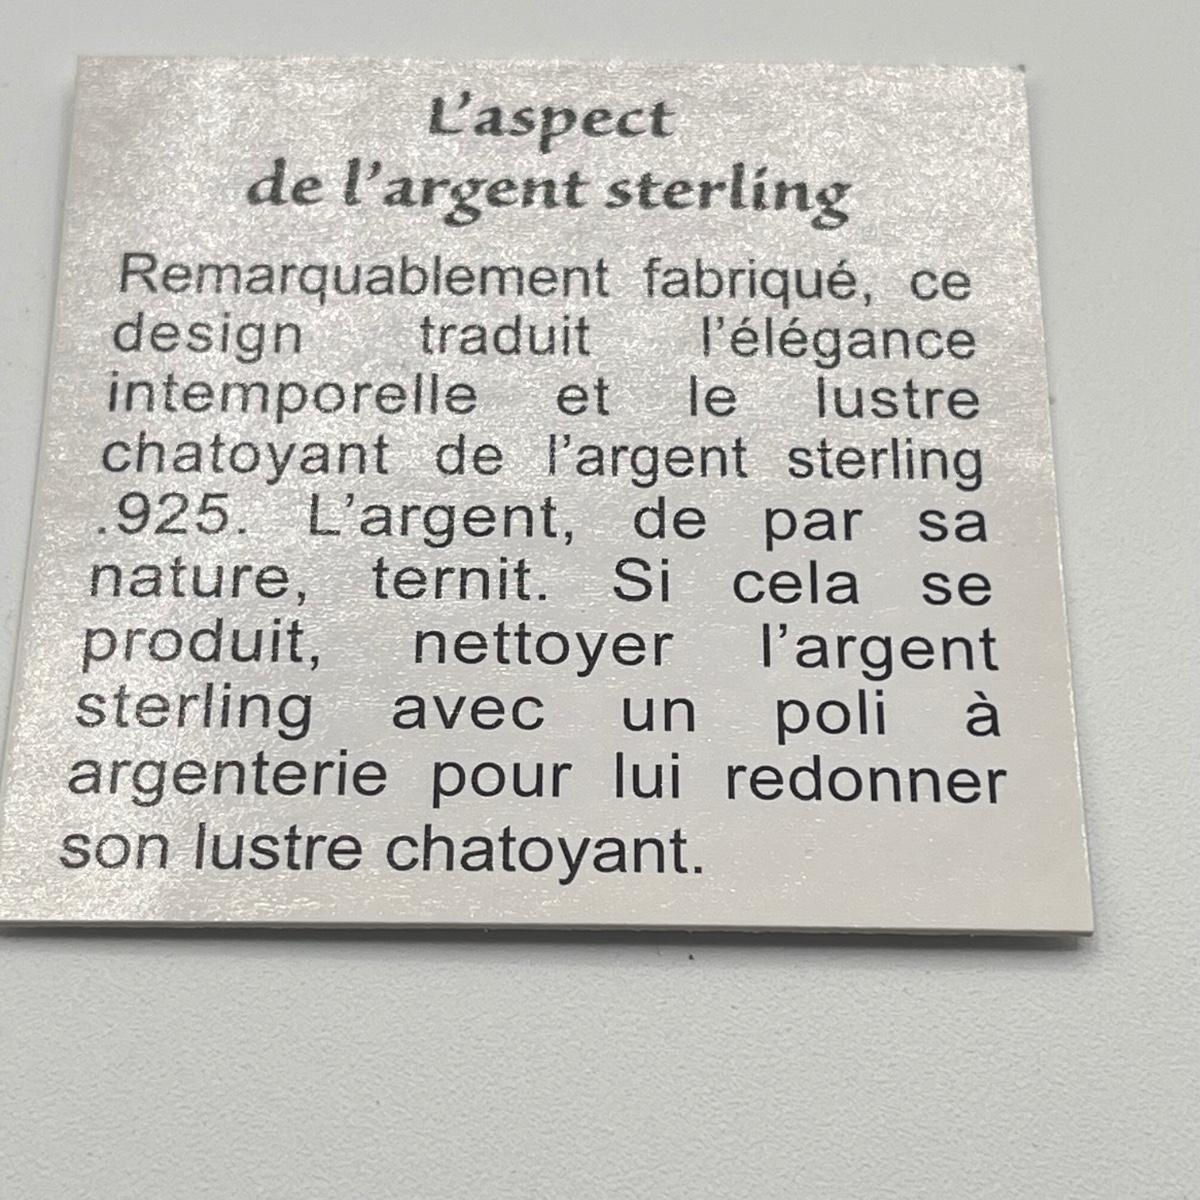 L'aspect
de l'argent sterling
Remarquablement fabriqué, ce
design traduit l'élégance
intemporelle et le lustre
chatoyant de l'argent sterling
.925. L'argent, de par sa
nature, ternit. Si cela se
produit, nettoyer l'argent
sterling avec un poli à
argenterie pour lui redonner
son lustre chatoyant.